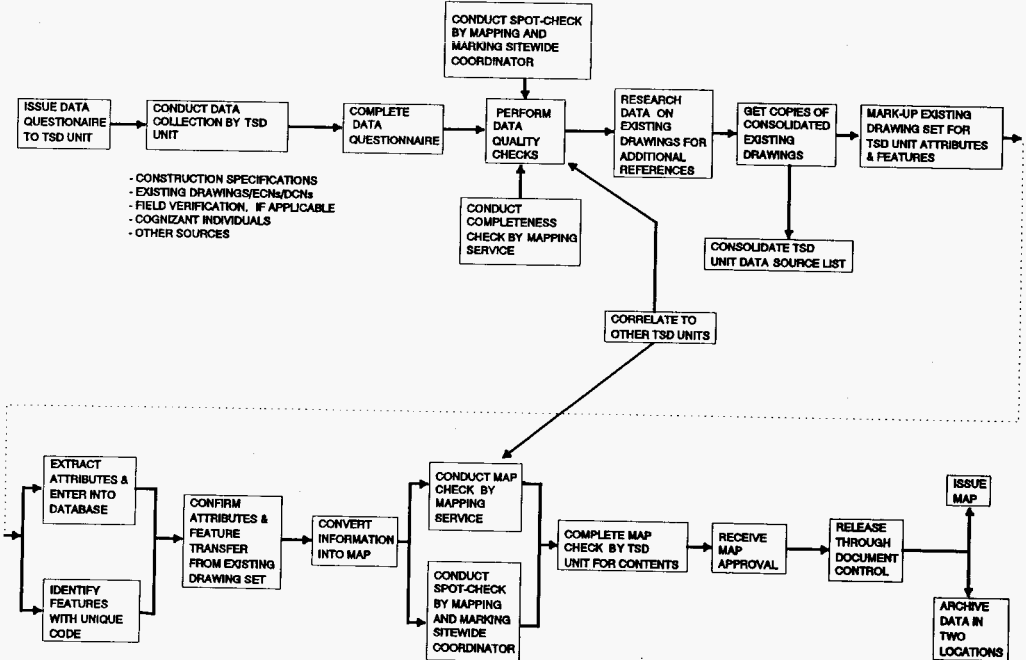 CONDUCT SPOT-CHECK
BY MAPPING AND
MARKING SITEWIDE
COORDINATOR
ISSUE DATA
QUESTIONNAIRE
TO TSD UNIT
CONDUCT DATA
COLLECTION BY TSD
UNIT
COMPLETE
DATA
QUESTIONNAIRE
PERFORM
DATA
QUALITY
CHECKS
RESEARCH
DATA ON
EXISTING
DRAWINGS FOR
ADDITIONAL
REFERENCES
GET COPIES OF
CONSOLIDATED
EXISTING
DRAWINGS
MARK-UP EXISTING
DRAWING SET FOR
TSD UNIT ATTRIBUTES
& FEATURES
- CONSTRUCTION SPECIFICATIONS
- EXISTING DRAWINGS/ECNs/DCNs
- FIELD VERIFICATION, IF APPLICABLE
- COGNIZANT INDIVIDUALS
- OTHER SOURCES
CONDUCT
COMPLETENESS
CHECK BY MAPPING
SERVICE
CONSOLIDATE TSD
UNIT DATA SOURCE LIST
CORRELATE TO
OTHER TSD UNITS
EXTRACT
ATTRIBUTES &
ENTER INTO
DATABASE
IDENTIFY
FEATURES
WITH UNIQUE
CODE
CONFIRM
ATTRIBUTES &
FEATURE
TRANSFER
FROM EXISTING
DRAWING SET
CONVERT
INFORMATION
INTO MAP
CONDUCT MAP
CHECK BY
MAPPING
SERVICE
CONDUCT
SPOT-CHECK
BY MAPPING
AND MARKING
SITEWIDE
COORDINATOR
COMPLETE MAP
CHECK BY TSD
UNIT FOR CONTENTS
RECEIVE
MAP
APPROVAL
RELEASE
THROUGH
DOCUMENT
CONTROL
ISSUE
MAP
ARCHIVE
DATA IN
TWO
LOCATIONS